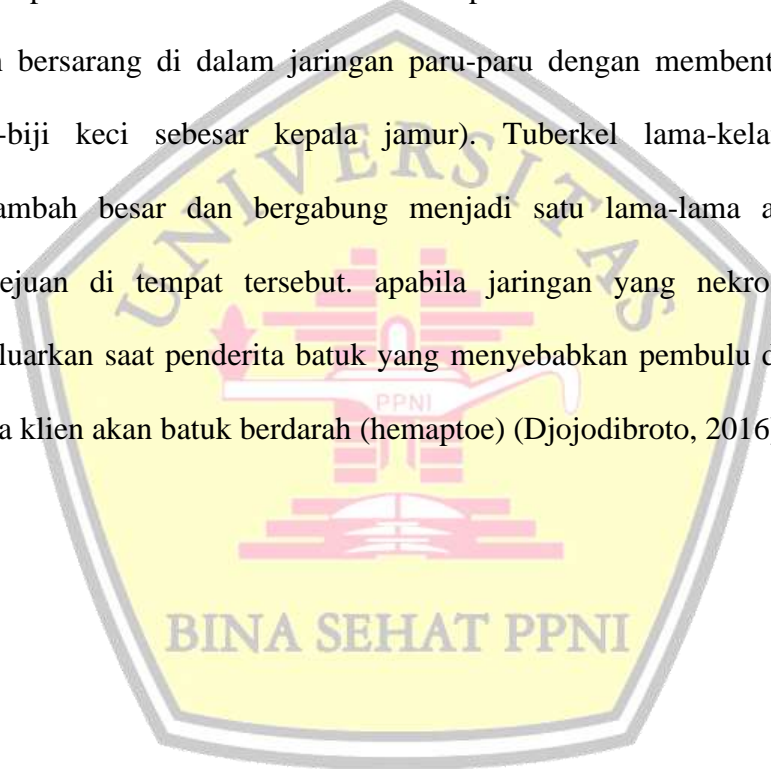 bersarang di dalam jaringan paru-paru dengan membent
-biji keci sebesar kepala jamur). Tuberkel lama-kela
ambah besar dan bergabung menjadi satu lama-lama a
ejuan di tempat tersebut. apabila jaringan yang nekro
luarkan saat penderita batuk yang menyebabkan pembulu d
a klien akan batuk berdarah (hemaptoe) (Djojodibroto, 2016
UNIVERSITAS
PPNI
BINA SEHAT PPNI